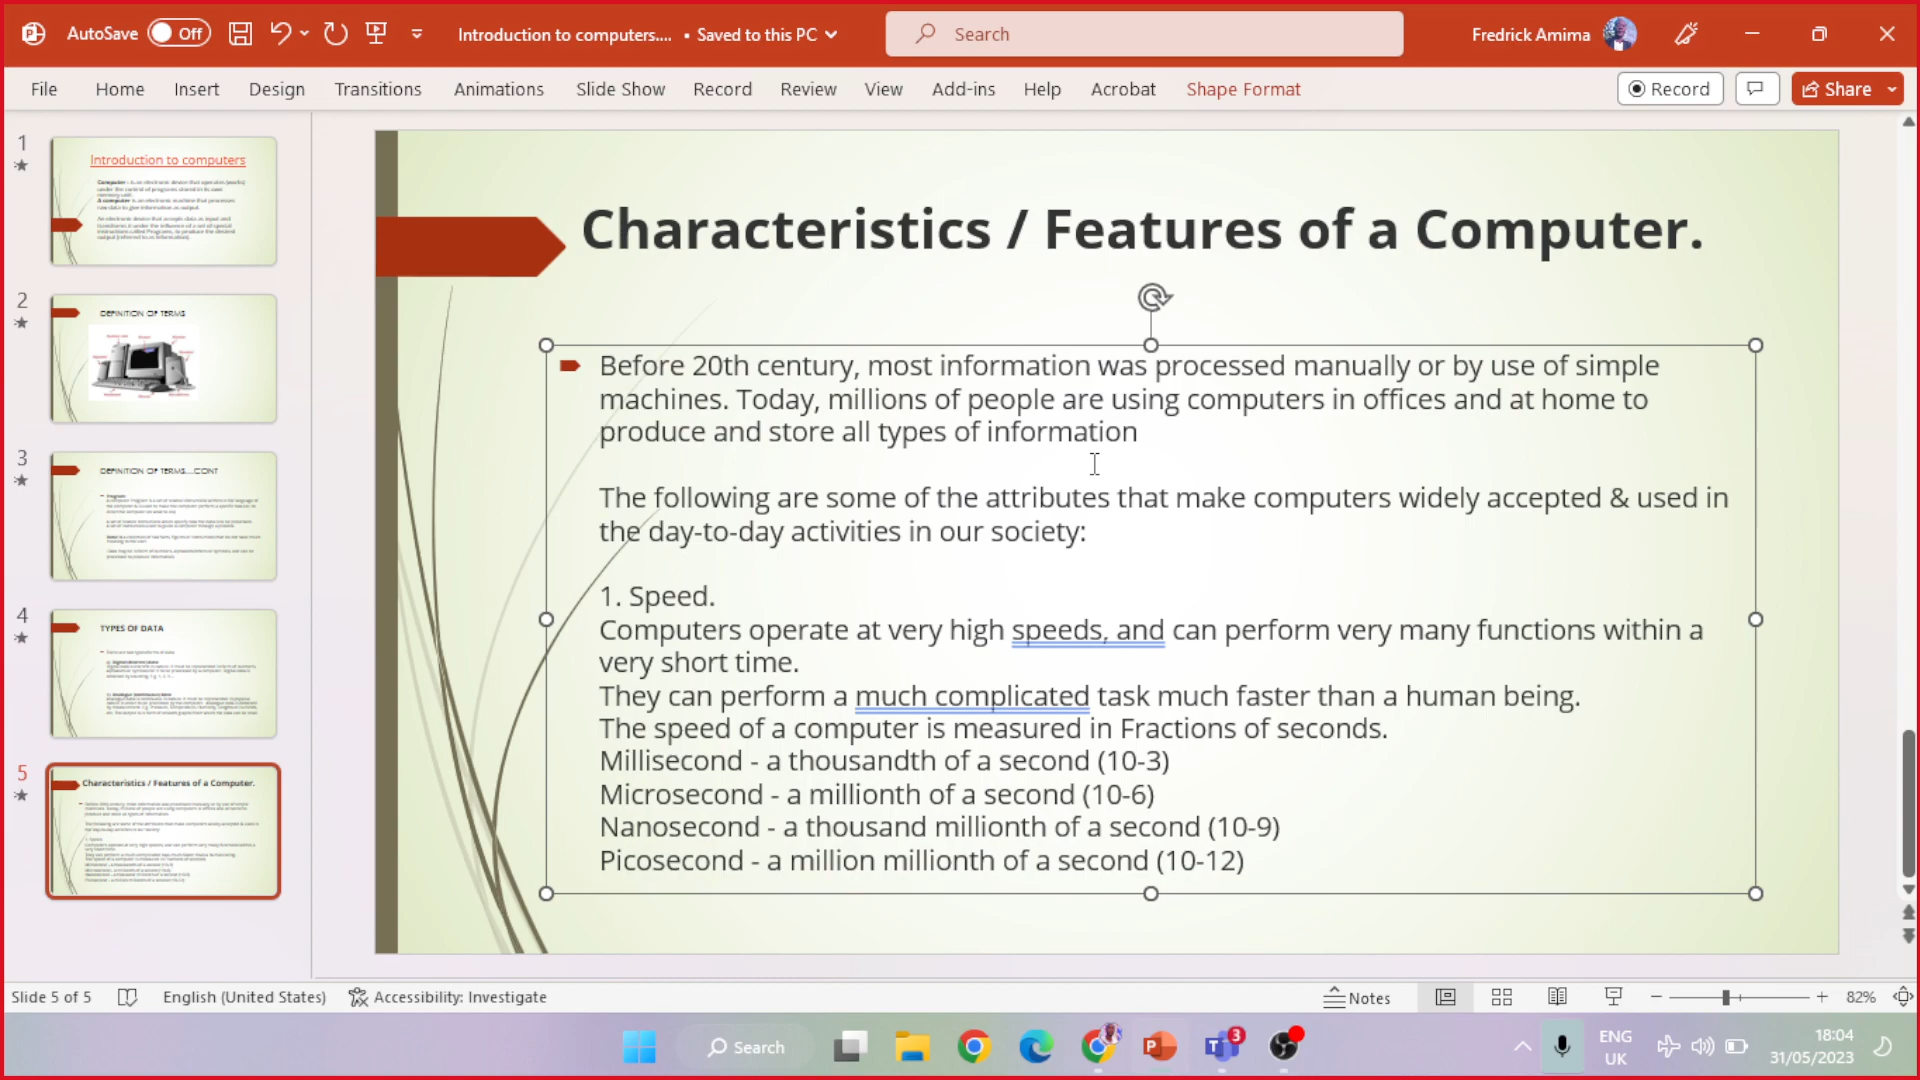 AutoSave Off Introduction to computers.... • Saved to this PC Search Fredrick Amima
File Home Insert Design Transitions Animations Slide Show Record Review View Add-ins Help Acrobat Shape Format Record Share
1
Introduction to computers
2
DEFINITION OF TERMS
3
DEFINITION OF TERMS....CONT
4
TYPES OF DATA
5
Characteristics / Features of a Computer.
Characteristics / Features of a Computer.
Before 20th century, most information was processed manually or by use of simple
machines. Today, millions of people are using computers in offices and at home to
produce and store all types of information
The following are some of the attributes that make computers widely accepted & used in
the day-to-day activities in our society:
1. Speed.
Computers operate at very high speeds, and can perform very many functions within a
very short time.
They can perform a much complicated task much faster than a human being.
The speed of a computer is measured in Fractions of seconds.
Millisecond - a thousandth of a second (10-3)
Microsecond - a millionth of a second (10-6)
Nanosecond - a thousand millionth of a second (10-9)
Picosecond - a million millionth of a second (10-12)
Slide 5 of 5 English (United States) Accessibility: Investigate Notes 82%
Search 3 ENG 18:04
UK 31/05/2023